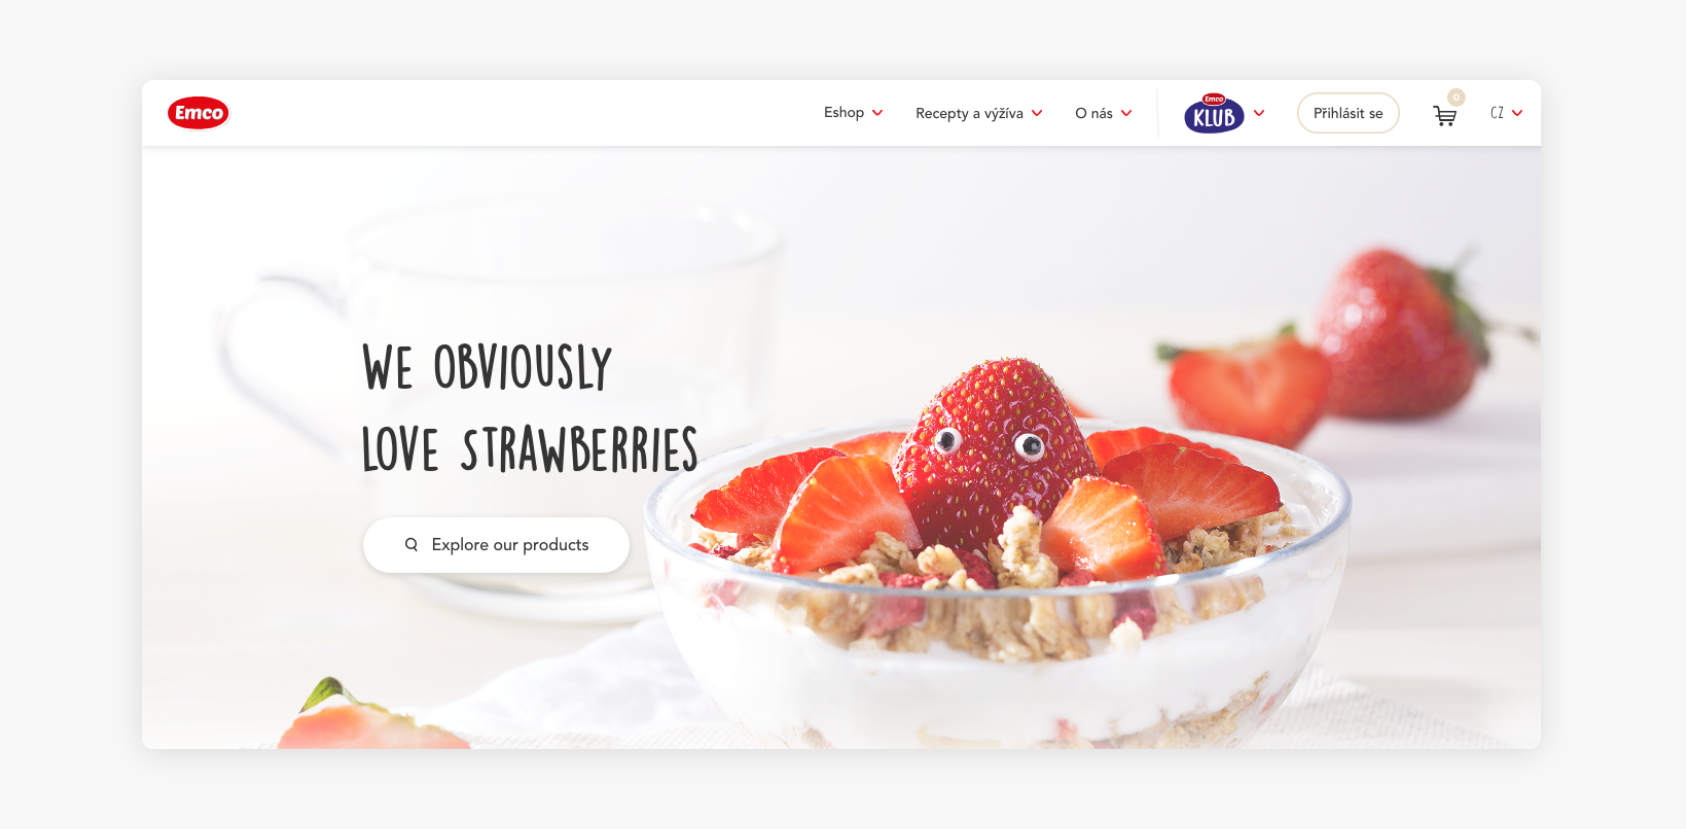 Emco
Eshop
Recepty a výživa
O nás
Emco
KLUB
Přihlásit se
0
CZ
WE OBVIOUSLY
LOVE STRAWBERRIES
Explore our products